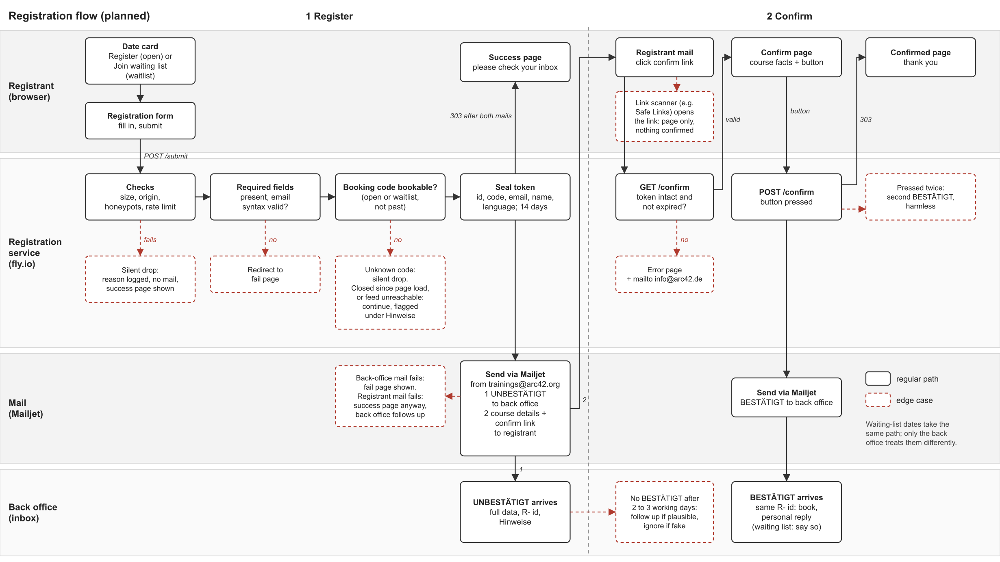 Registration flow (planned)
1 Register
2 Confirm
Registrant
(browser)
Date card
Register (open) or
Join waiting list
(waitlist)
Registration form
fill in, submit
POST /submit
Success page
please check your inbox
303 after both mails
Registrant mail
click confirm link
Link scanner (e.g.
Safe Links) opens
the link: page only,
nothing confirmed
Confirm page
course facts + button
valid
button
Confirmed page
thank you
303
Registration
service
(fly.io)
Checks
size, origin,
honeypots, rate limit
fails
Silent drop:
reason logged, no mail,
success page shown
Required fields
present, email
syntax valid?
no
Redirect to
fail page
Booking code bookable?
(open or waitlist,
not past)
no
Unknown code:
silent drop.
Closed since page load,
or feed unreachable:
continue, flagged
under Hinweise
Seal token
id, code, email, name,
language; 14 days
GET /confirm
token intact and
not expired?
no
Error page
+ mailto info@arc42.de
POST /confirm
button pressed
Pressed twice:
second BESTÄTIGT,
harmless
Mail
(Mailjet)
Back-office mail fails:
fail page shown.
Registrant mail fails:
success page anyway,
back office follows up
Send via Mailjet
from trainings@arc42.org
1 UNBESTÄTIGT
to back office
2 course details +
confirm link
to registrant
2
1
Send via Mailjet
BESTÄTIGT to back office
regular path
edge case
Waiting-list dates take the
same path; only the back
office treats them differently.
Back office
(inbox)
UNBESTÄTIGT arrives
full data, R- id,
Hinweise
No BESTÄTIGT after
2 to 3 working days:
follow up if plausible,
ignore if fake
BESTÄTIGT arrives
same R- id: book,
personal reply
(waiting list: say so)